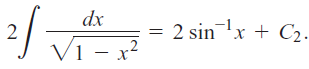 2∫ dx/√(1 − x²) = 2 sin⁻¹x + C₂.